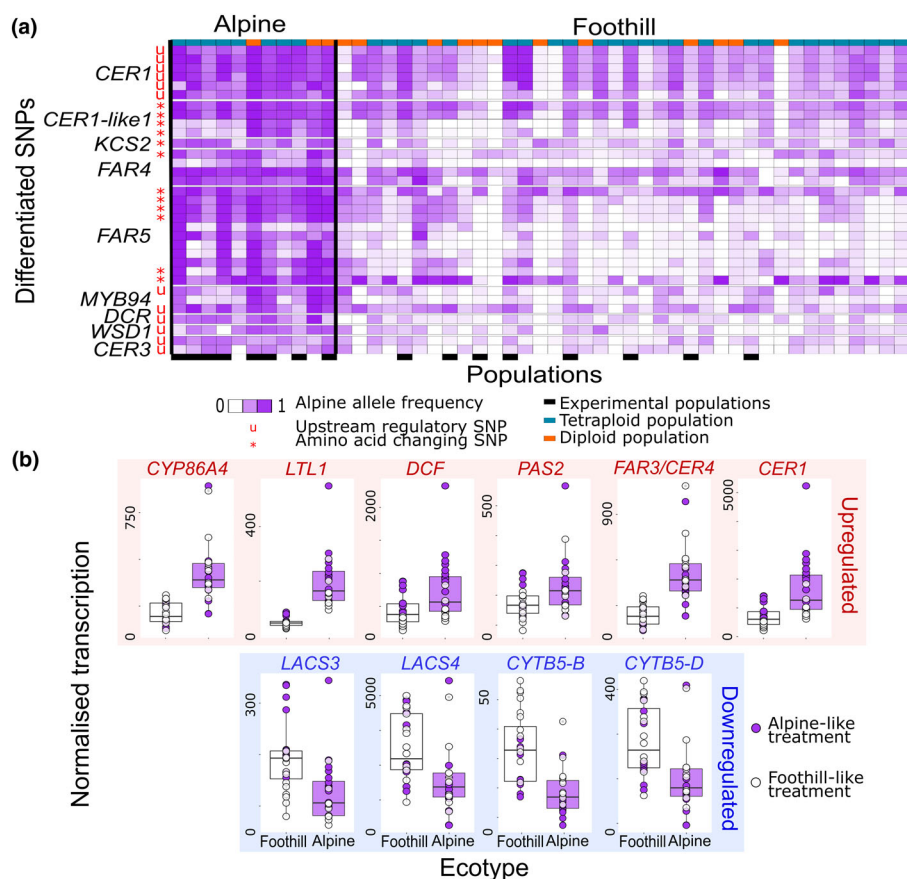 (a)
Alpine
Foothill
Differentiated SNPs
CER1
CER1-like1
KCS2
FAR4
FAR5
MYB94
DCR
WSD1
CER3
u
u
u
u
u
u
*
*
*
*
*
*
*
*
*
*
*
*
u
u
u
u
u
u
Populations
0 1 Alpine allele frequency
u Upstream regulatory SNP
* Amino acid changing SNP
Experimental populations
Tetraploid population
Diploid population
(b)
Normalised transcription
CYP86A4 LTL1 DCF PAS2 FAR3/CER4 CER1
750 0
400 0
2000 0
500 0
900 0
5000 0
Upregulated
LACS3 LACS4 CYTB5-B CYTB5-D
300 0
5000 0
50 0
400 0
Downregulated
Foothill Alpine Foothill Alpine Foothill Alpine Foothill Alpine
Ecotype
Alpine-like
treatment
Foothill-like
treatment